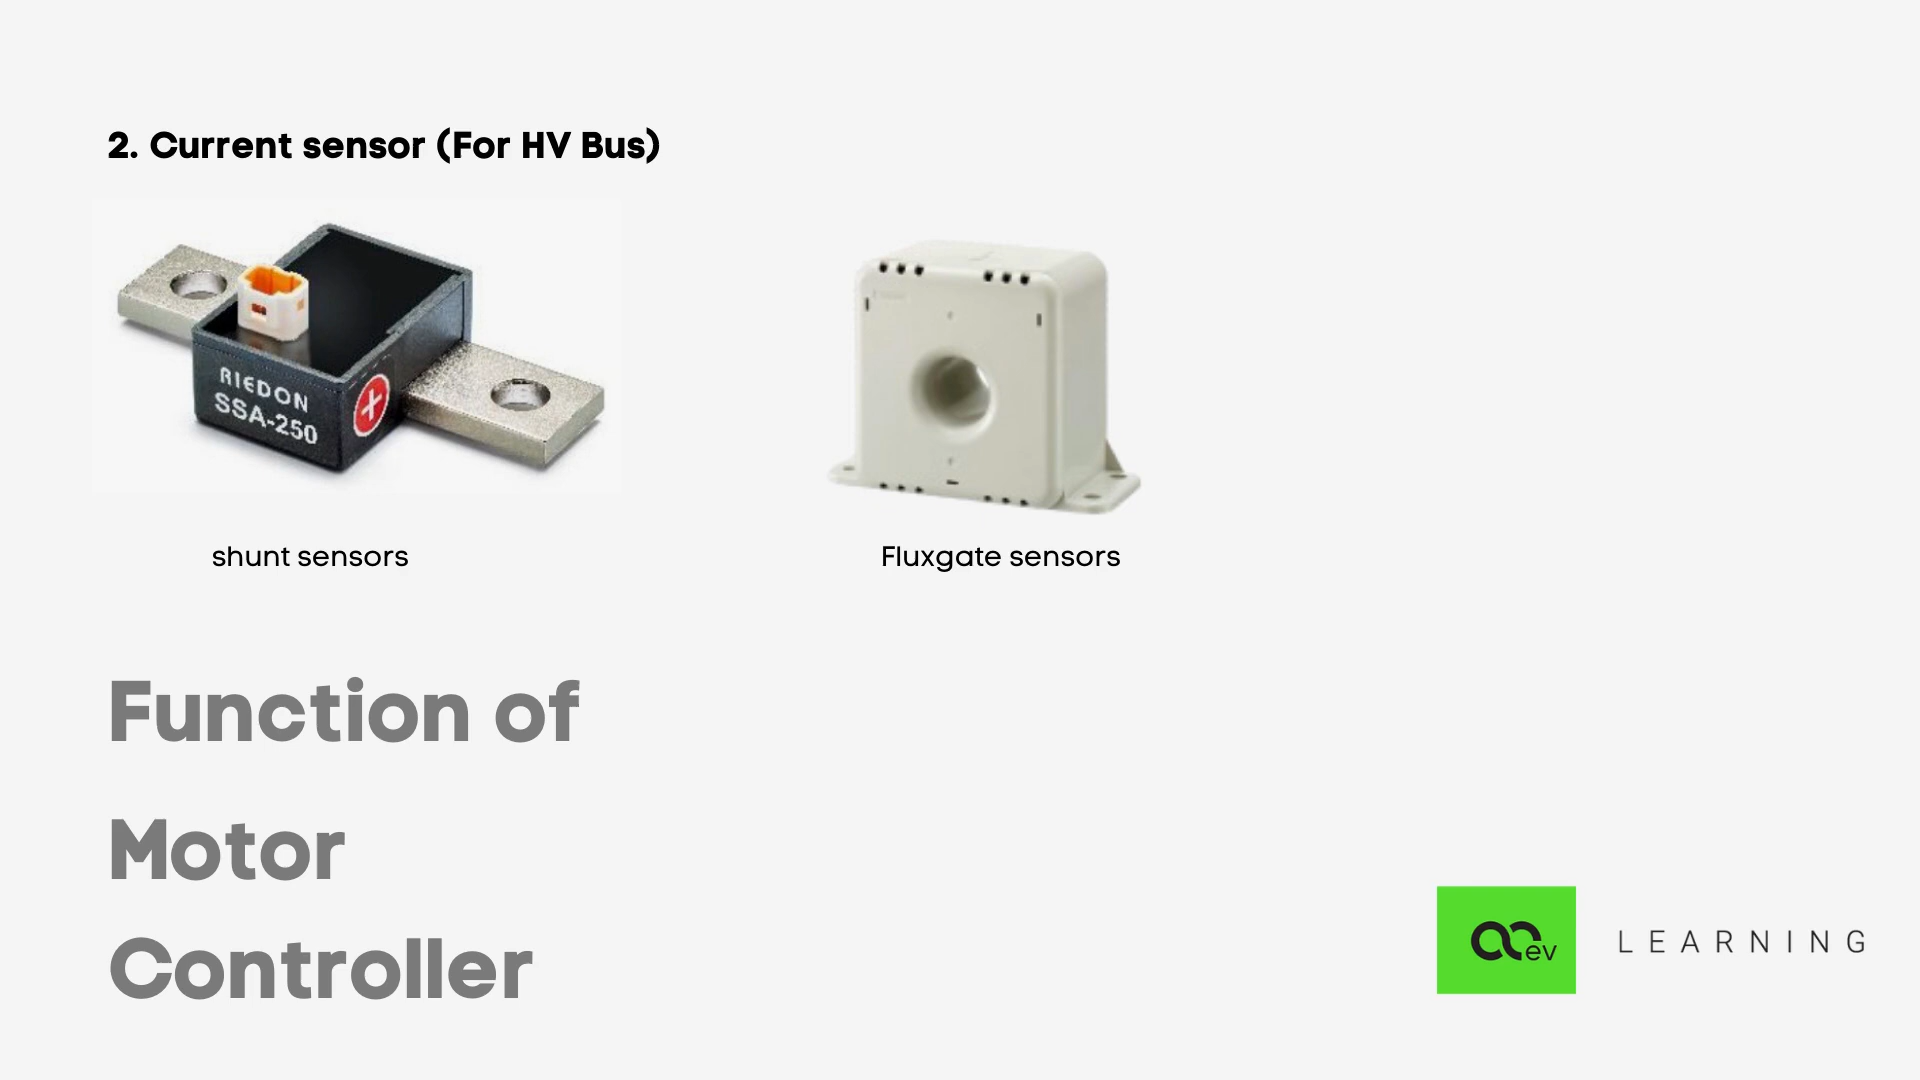 2. Current sensor (For HV Bus)
RIEDON
SSA-250
shunt sensors
Fluxgate sensors
Function of
Motor
Controller
ev
LEARNING